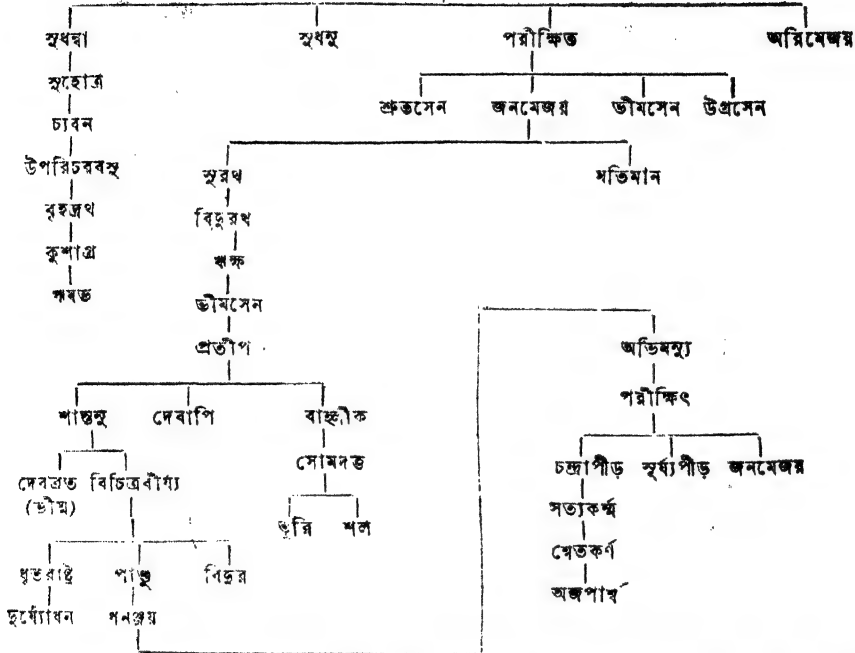 সুধন্বা সুধনু পরীক্ষিত অরিমেজয়
সুহোত্র
শ্রুতসেন জনমেজয় ভীমসেন উগ্রসেন
চ্যবন
উপরিচরবসু
সুরথ মতিমান
বৃহদ্রথ
বিদুরথ
কুশাগ্র
ঋক্ষ
ঋষভ
ভীমসেন
প্রতীপ
অভিমন্যু
পরীক্ষিৎ
শান্তনু দেবাপি বাহ্লীক
সোমদত্ত
চন্দ্রাপীড় সূর্য্যপীড় জনমেজয়
দেবব্রত বিচিত্রবীর্য্য
(ভীষ্ম)
সত্যকর্ম্ম
ভূরি শল
শ্বেতকর্ণ
ধৃতরাষ্ট্র পাণ্ডু বিদুর
অজপার্শ্ব
দুর্য্যোধন ধনঞ্জয়